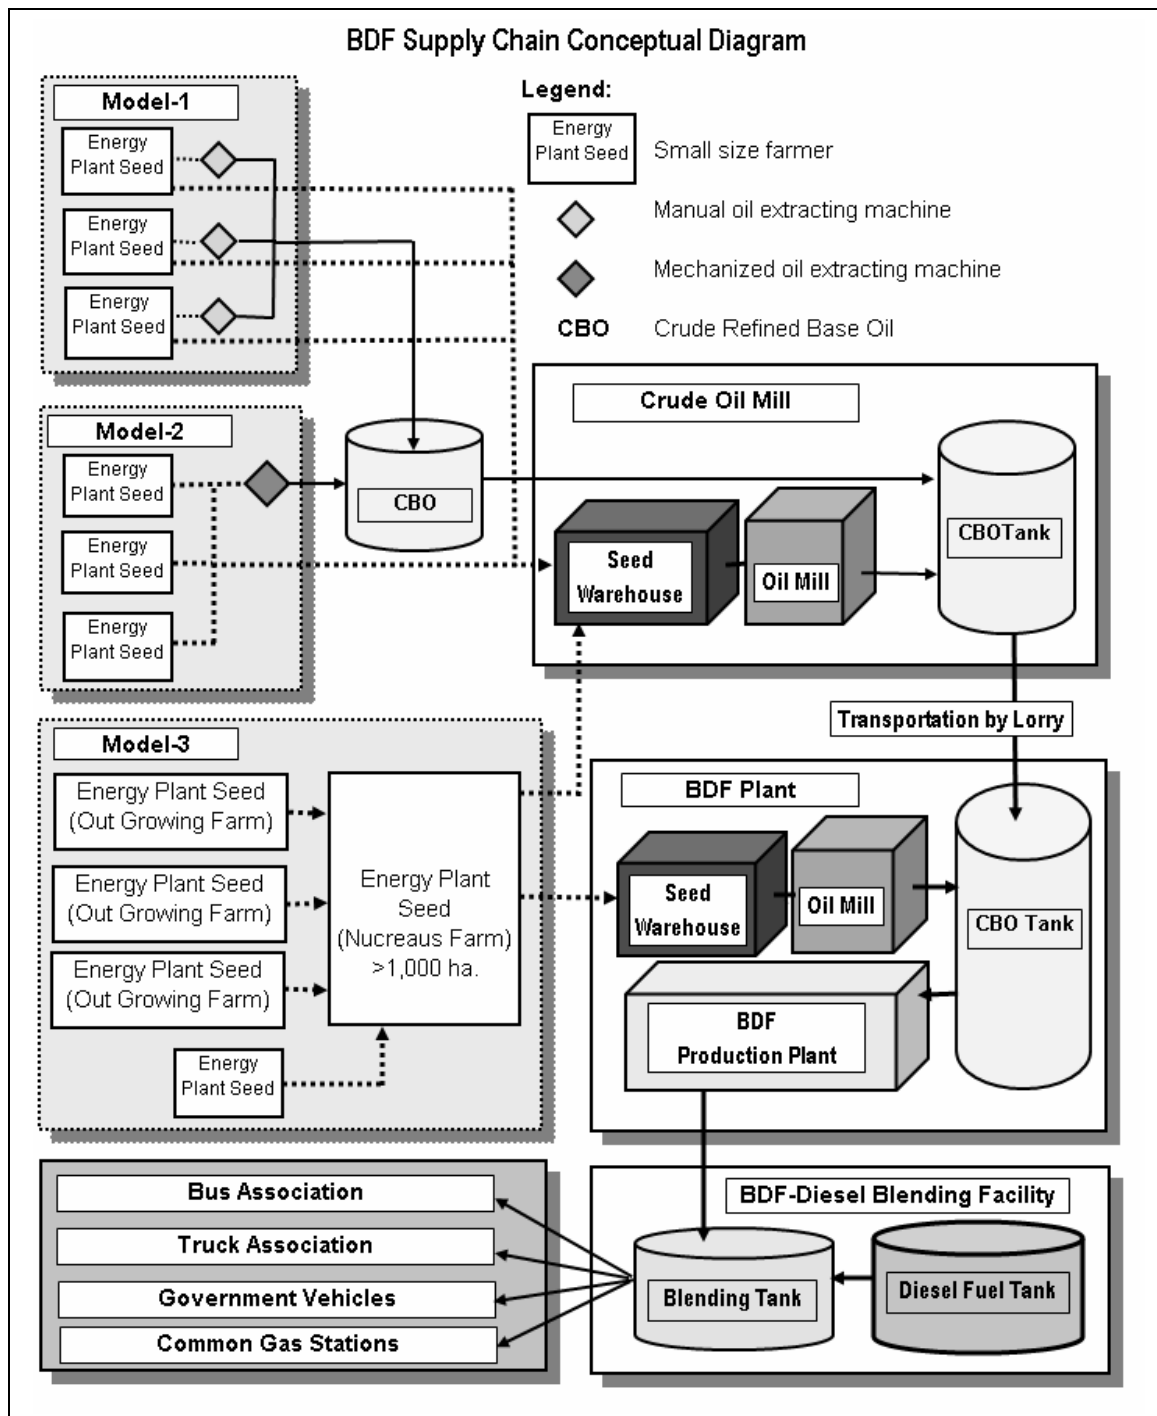 BDF Supply Chain Conceptual Diagram
Model-1
Energy
Plant Seed
Energy
Plant Seed
Energy
Plant Seed
Legend:
Energy
Plant Seed
Small size farmer
Manual oil extracting machine
Mechanized oil extracting machine
CBO
Crude Refined Base Oil
Model-2
Energy
Plant Seed
Energy
Plant Seed
Energy
Plant Seed
CBO
Crude Oil Mill
Seed
Warehouse
Oil Mill
CBOTank
Transportation by Lorry
Model-3
Energy Plant Seed
(Out Growing Farm)
Energy Plant Seed
(Out Growing Farm)
Energy Plant Seed
(Out Growing Farm)
Energy Plant
Seed
(Nucreaus Farm)
>1,000 ha.
Energy
Plant Seed
BDF Plant
Seed
Warehouse
Oil Mill
CBO Tank
BDF
Production Plant
Bus Association
Truck Association
Government Vehicles
Common Gas Stations
BDF-Diesel Blending Facility
Blending Tank
Diesel Fuel Tank